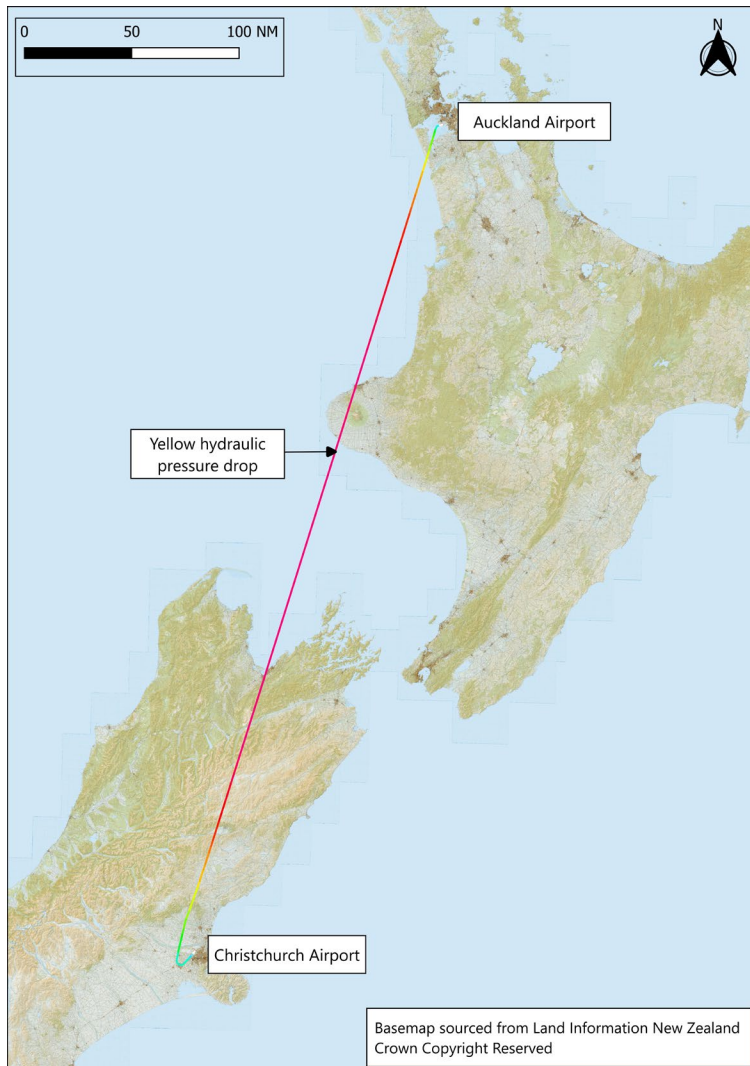 0 50 100 NM
N
Auckland Airport
Yellow hydraulic
pressure drop
Christchurch Airport
Basemap sourced from Land Information New Zealand
Crown Copyright Reserved